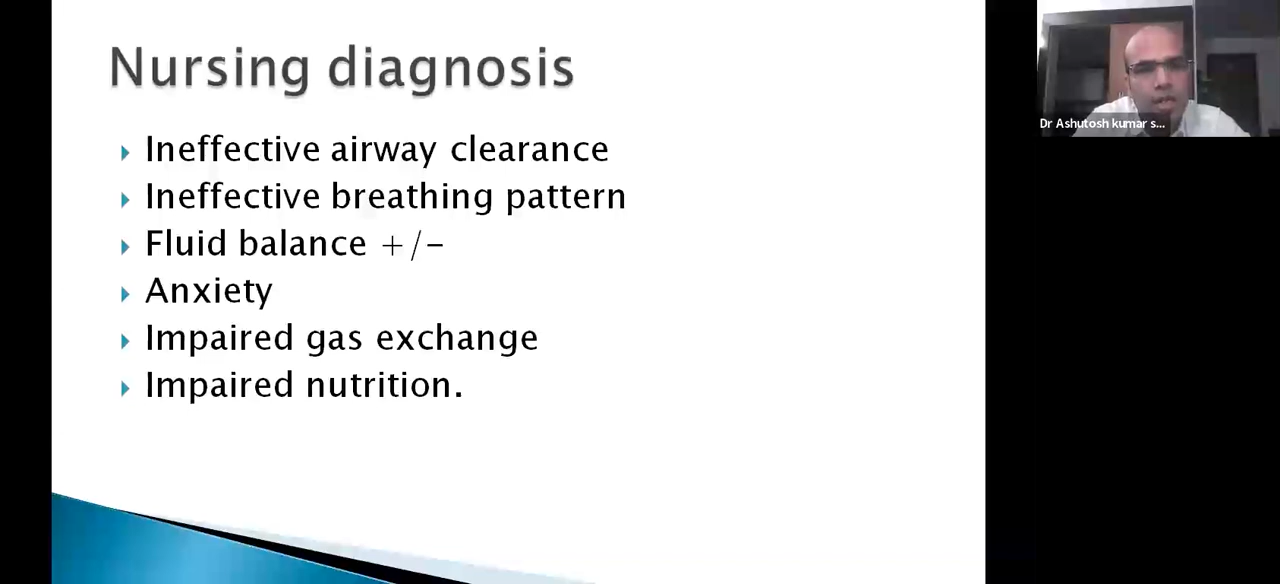 Nursing diagnosis
Ineffective airway clearance
Ineffective breathing pattern
Fluid balance +/-
Anxiety
Impaired gas exchange
Impaired nutrition.
Dr Ashutosh kumar s...